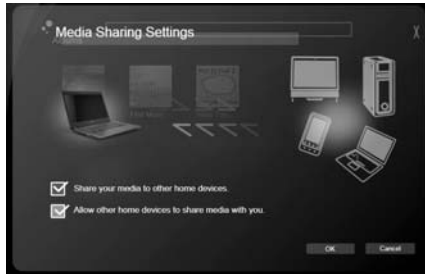 Media Sharing Settings
X
Share your media to other home devices.
Allow other home devices to share media with you.
OK
Cancel